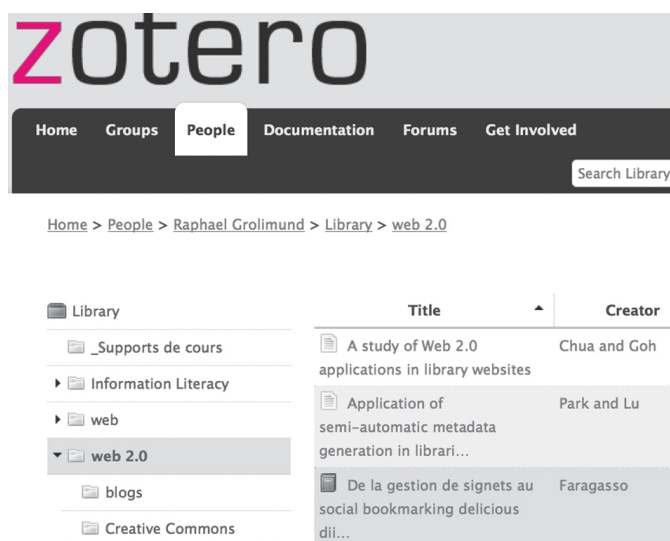 zotero
Home Groups People Documentation Forums Get Involved
Search Library
Home > People > Raphael Grolimund > Library > web 2.0
Library
_Supports de cours
Information Literacy
web
web 2.0
blogs
Creative Commons
Title Creator
A study of Web 2.0 Chua and Goh
applications in library websites
Application of Park and Lu
semi-automatic metadata
generation in librari...
De la gestion de signets au Faragasso
social bookmarking delicious
dii...